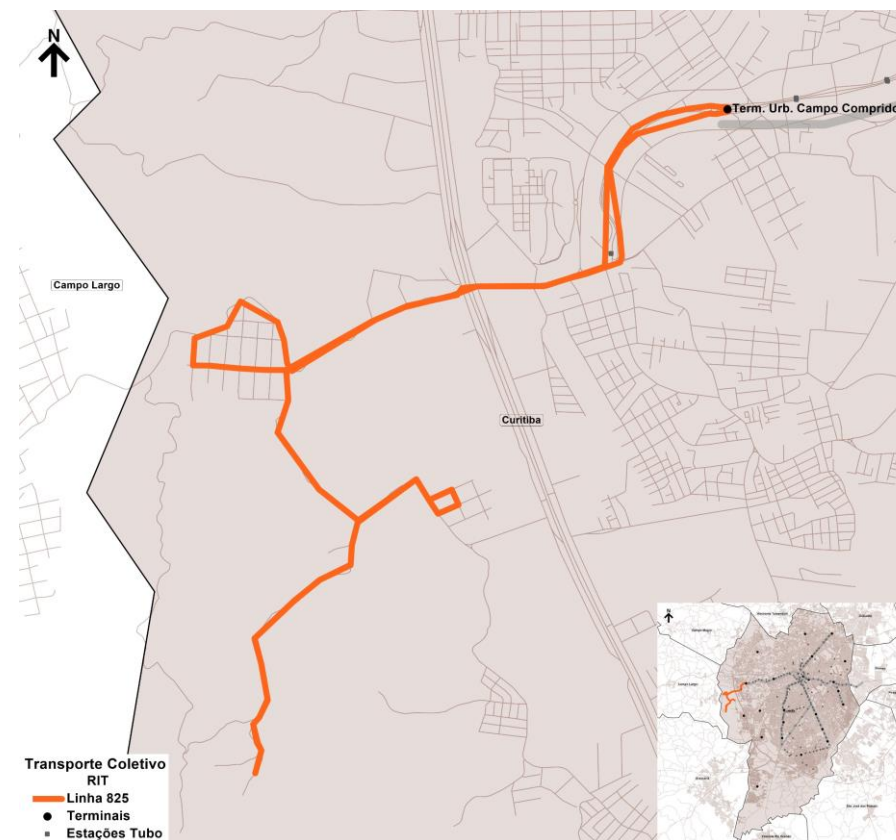 N
Term. Urb. Campo Comprido
Campo Largo
Curitiba
N
Transporte Coletivo
RIT
Linha 825
Terminais
Estações Tubo